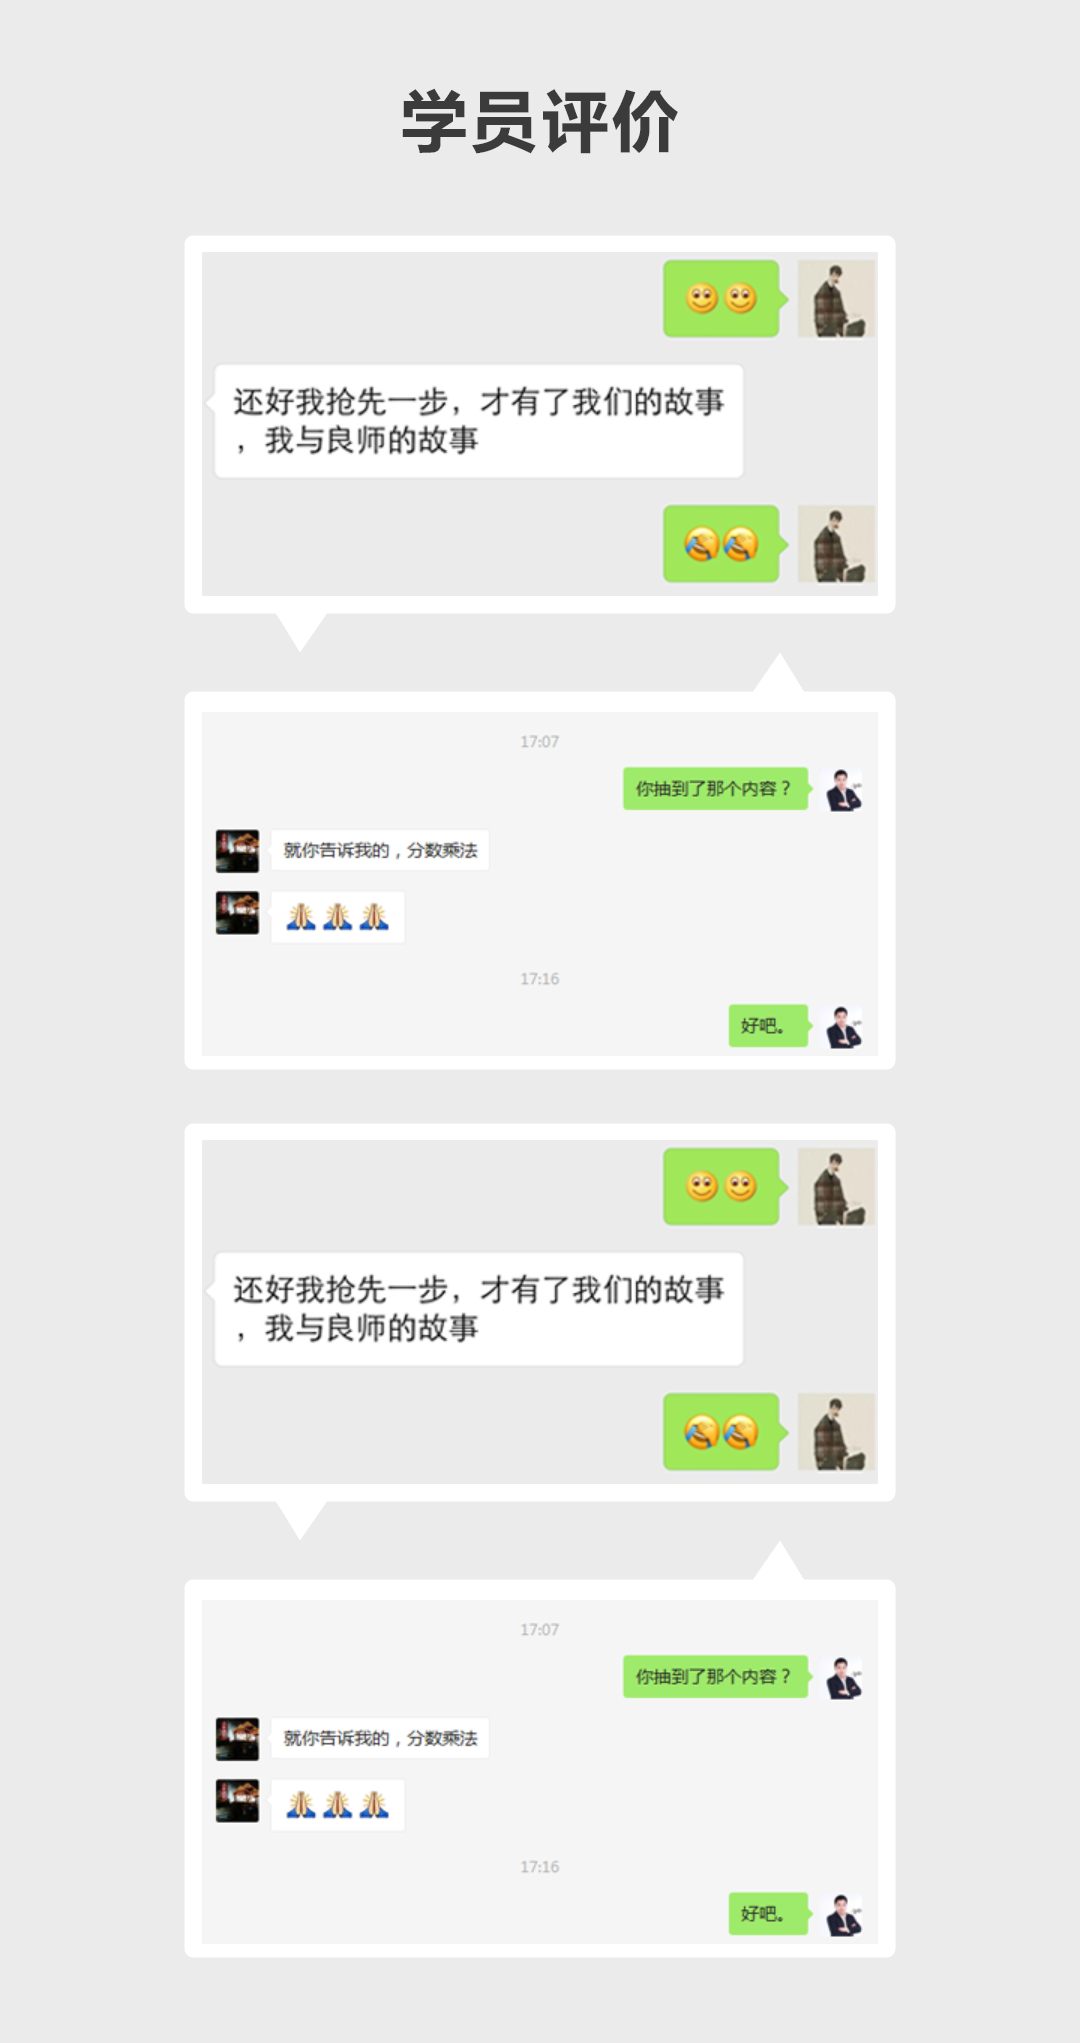 学员评价
还好我抢先一步，才有了我们的故事
，我与良师的故事
17:07
你抽到了那个内容？
就你告诉我的，分数乘法
17:16
好吧。
还好我抢先一步，才有了我们的故事
，我与良师的故事
17:07
你抽到了那个内容？
就你告诉我的，分数乘法
17:16
好吧。